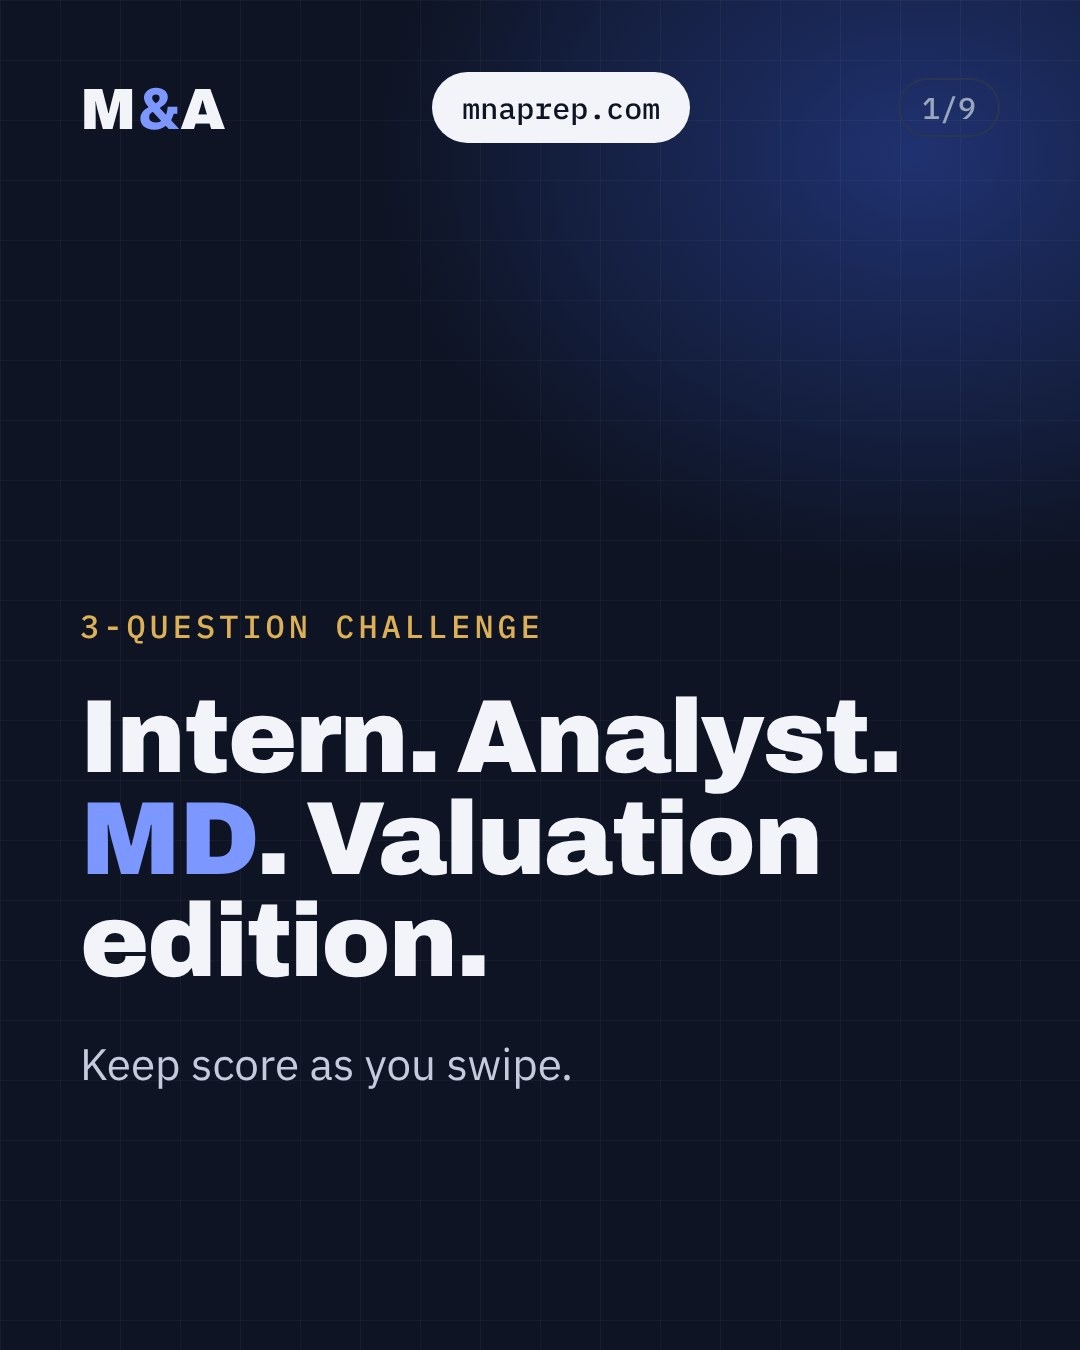 M&A
mnaprep.com
1/9
3-QUESTION CHALLENGE
Intern. Analyst.
MD. Valuation
edition.
Keep score as you swipe.